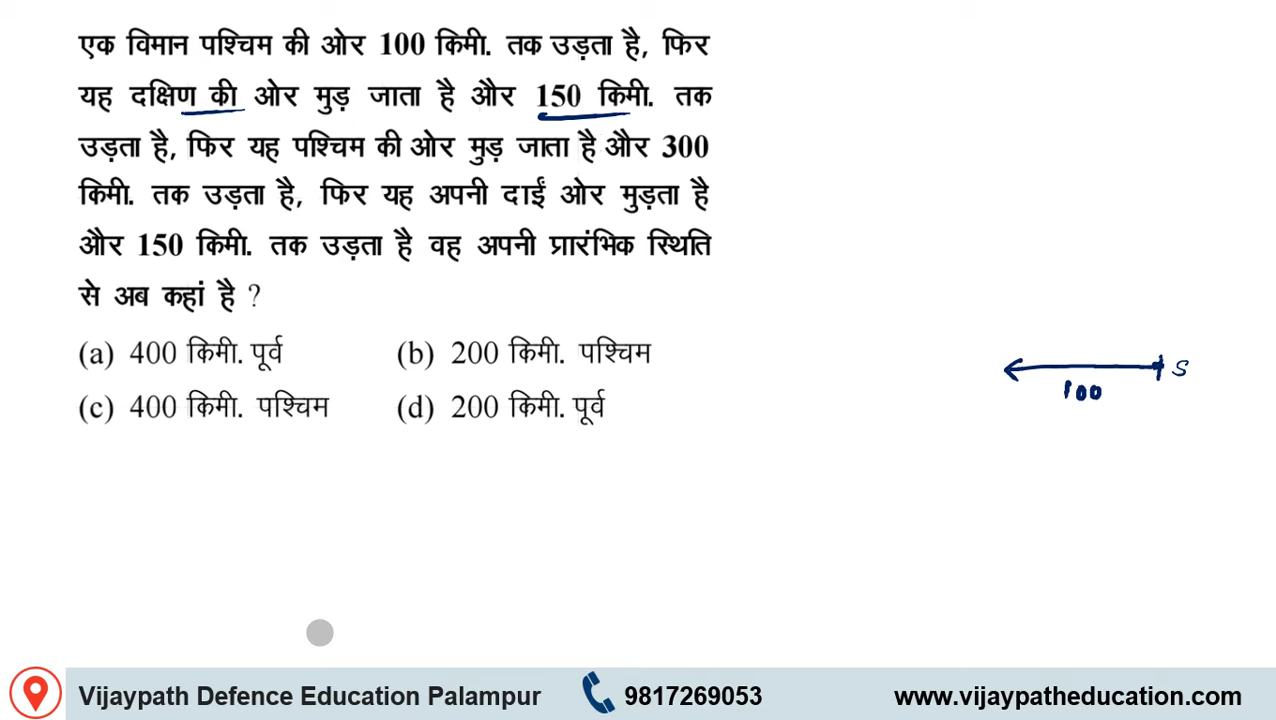 एक विमान पश्चिम की ओर 100 किमी. तक उड़ता है, फिर
यह दक्षिण की ओर मुड़ जाता है और 150 किमी. तक
उड़ता है, फिर यह पश्चिम की ओर मुड़ जाता है और 300
किमी. तक उड़ता है, फिर यह अपनी दाईं ओर मुड़ता है
और 150 किमी. तक उड़ता है वह अपनी प्रारंभिक स्थिति
से अब कहां है ?
(a) 400 किमी. पूर्व (b) 200 किमी. पश्चिम
(c) 400 किमी. पश्चिम (d) 200 किमी. पूर्व
S
100
Vijaypath Defence Education Palampur 9817269053 www.vijaypatheducation.com